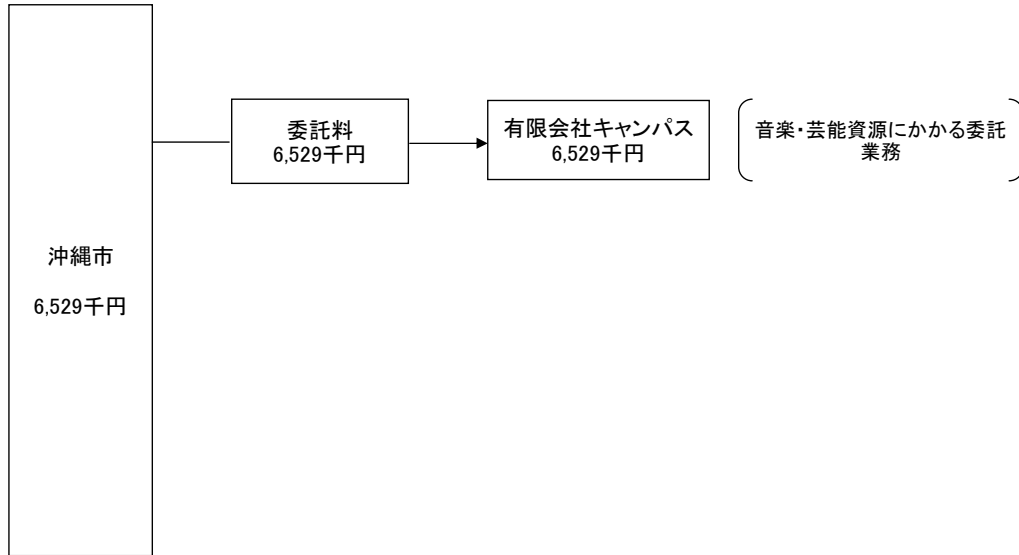 沖縄市
6,529千円
委託料
6,529千円
有限会社キャンパス
6,529千円
音楽・芸能資源にかかる委託
業務